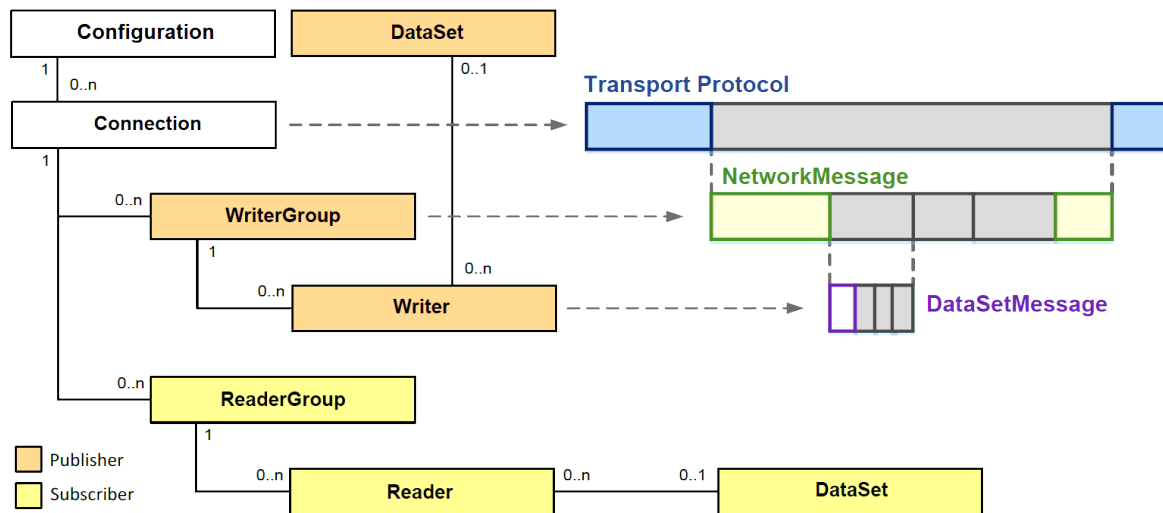 Configuration
DataSet
1
0..n
0..1
Transport Protocol
Connection
1
NetworkMessage
0..n
WriterGroup
1
0..n
0..n
Writer
DataSetMessage
0..n
ReaderGroup
1
Publisher
0..n
0..n
0..1
Subscriber
Reader
DataSet